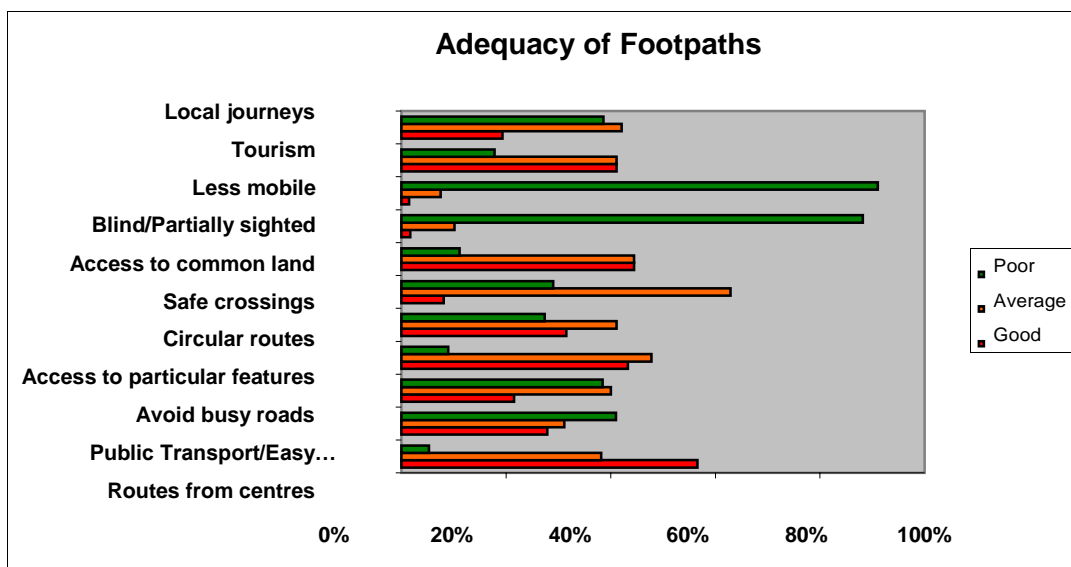 Adequacy of Footpaths
Local journeys
Tourism
Less mobile
Blind/Partially sighted
Access to common land
Safe crossings
Circular routes
Access to particular features
Avoid busy roads
Public Transport/Easy…
Routes from centres
Poor
Average
Good
0% 20% 40% 60% 80% 100%